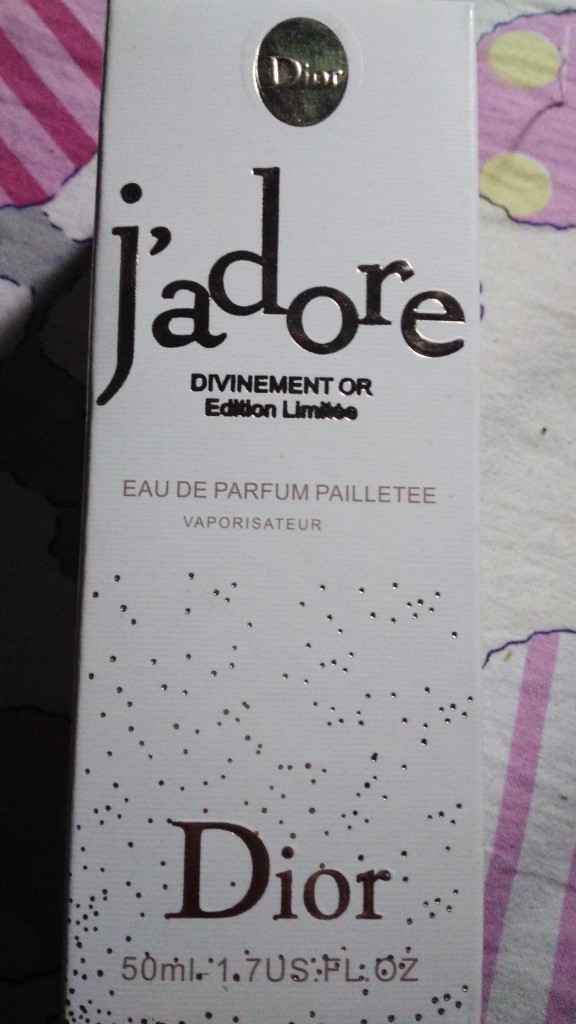 Dior
j'adore
DIVINEMENT OR
Edition Limitée
EAU DE PARFUM PAILLETEE
VAPORISATEUR
Dior
50ml-1.7US.FL.OZ